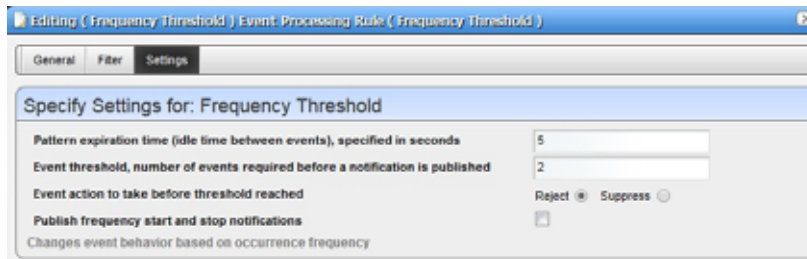 Editing ( Frequency Threshold ) Event Processing Rule ( Frequency Threshold )
General Filter Settings
Specify Settings for: Frequency Threshold
Pattern expiration time (idle time between events), specified in seconds 5
Event threshold, number of events required before a notification is published 2
Event action to take before threshold reached Reject Suppress
Publish frequency start and stop notifications
Changes event behavior based on occurrence frequency